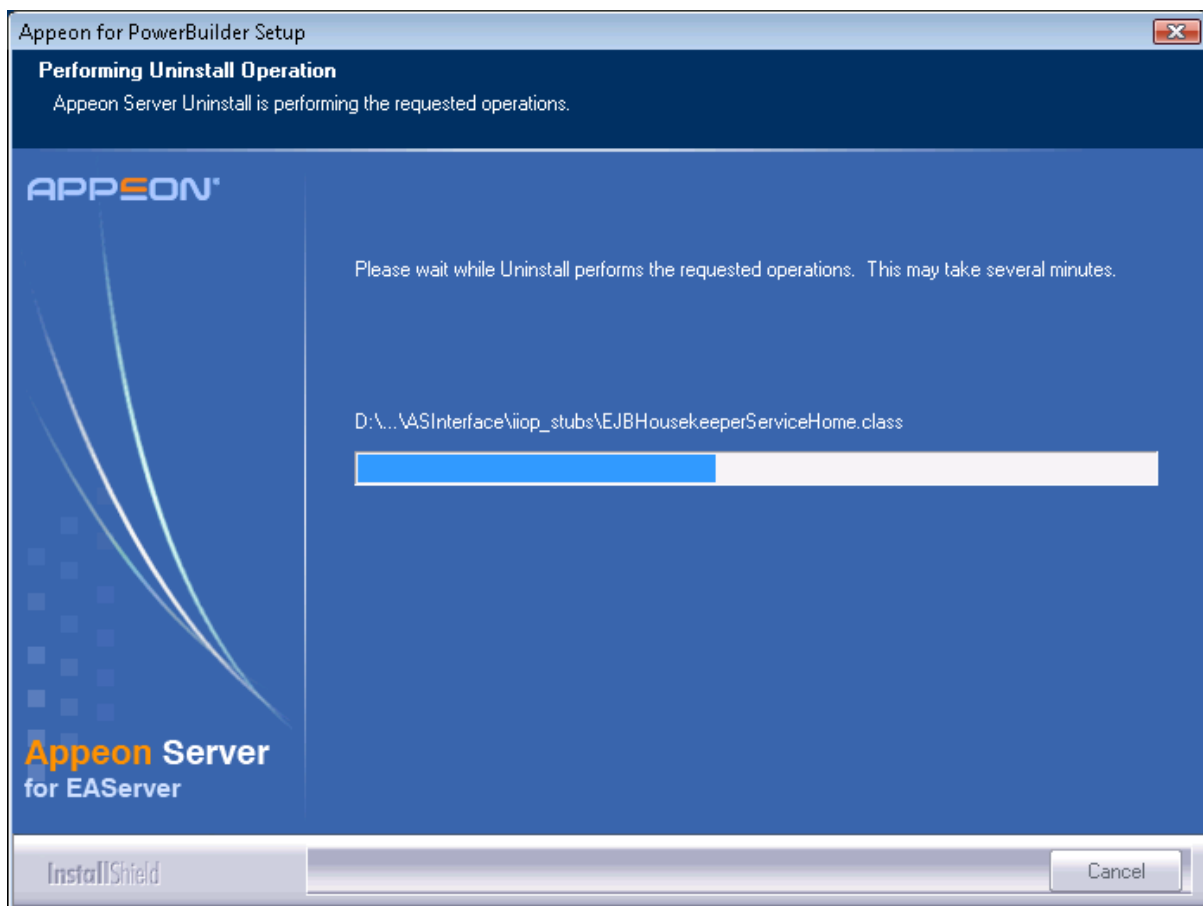 Appeon for PowerBuilder Setup
Performing Uninstall Operation
Appeon Server Uninstall is performing the requested operations.
APPEON
Please wait while Uninstall performs the requested operations.  This may take several minutes.
D:\...\ASInterface\iiop_stubs\EJBHousekeeperServiceHome.class
Appeon Server
for EAServer
InstallShield
Cancel